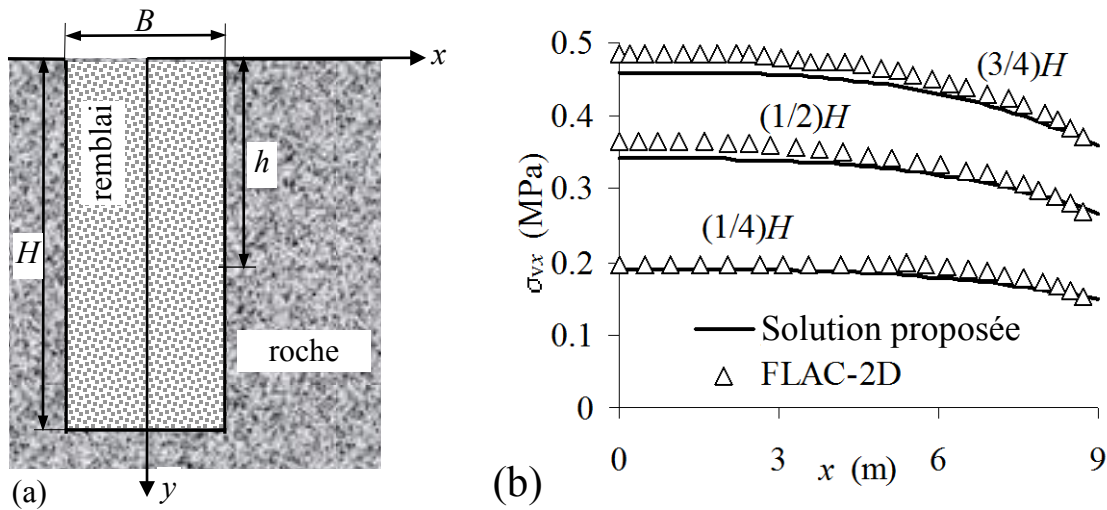 B
x
remblai
h
H
roche
y
(a)
0.5
0.4
0.3
0.2
0.1
0
σvx (MPa)
(3/4)H
(1/2)H
(1/4)H
Solution proposée
FLAC-2D
0
3
6
9
x (m)
(b)